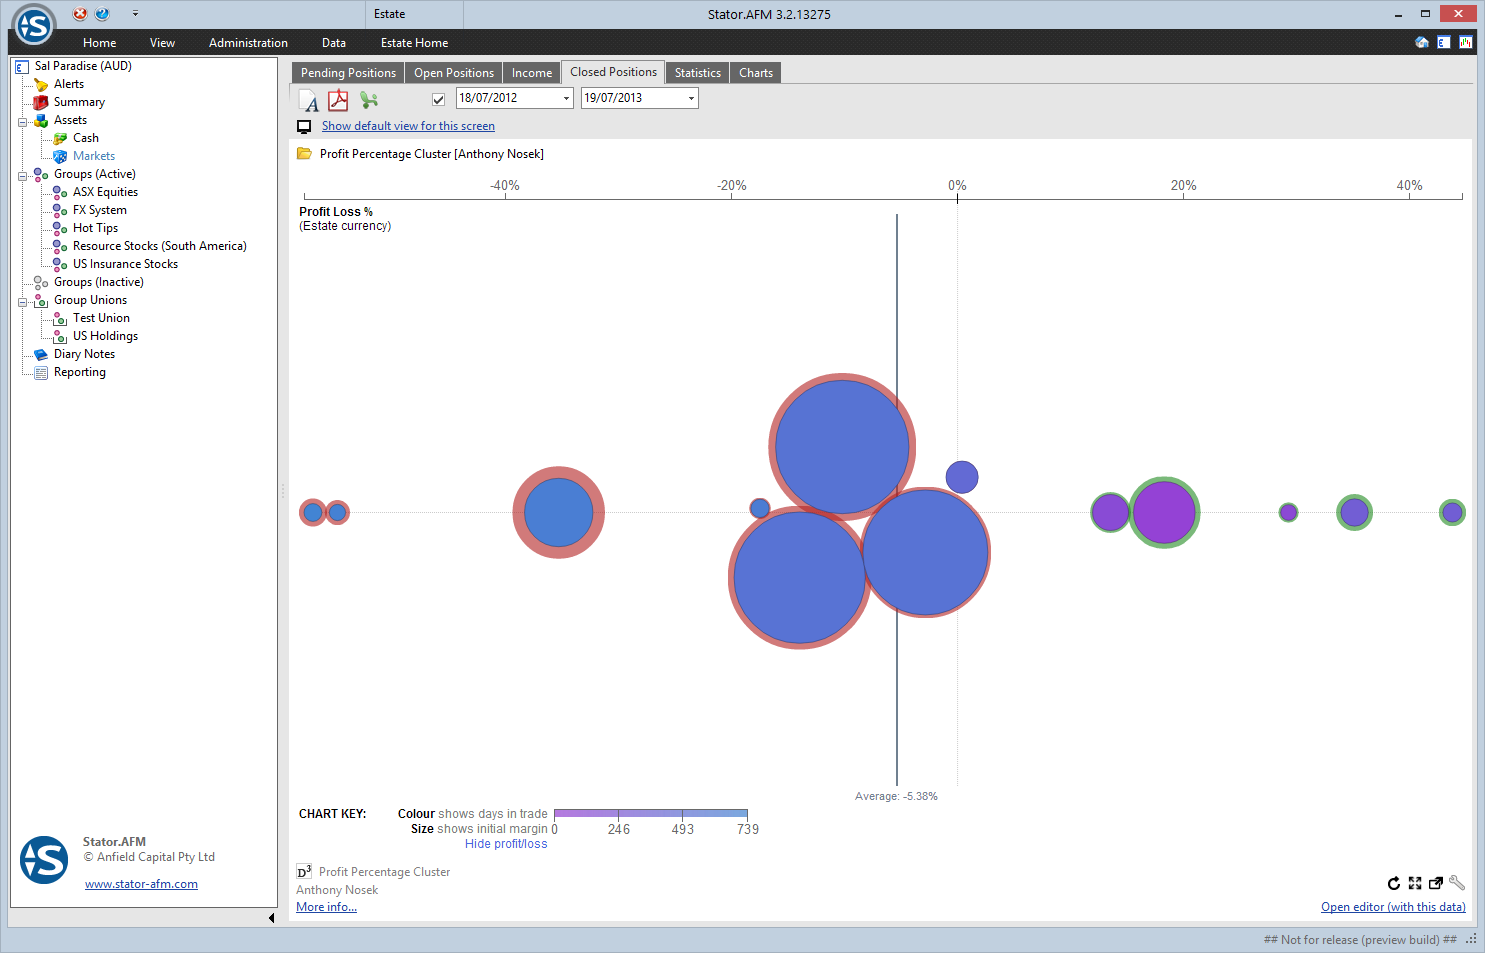 Estate
Stator.AFM 3.2.13275
Home View Administration Data Estate Home
Sal Paradise (AUD)
Alerts
Summary
Assets
Cash
Markets
Groups (Active)
ASX Equities
FX System
Hot Tips
Resource Stocks (South America)
US Insurance Stocks
Groups (Inactive)
Group Unions
Test Union
US Holdings
Diary Notes
Reporting
Stator.AFM
© Anfield Capital Pty Ltd
www.stator-afm.com
Pending Positions Open Positions Income Closed Positions Statistics Charts
18/07/2012 19/07/2013
Show default view for this screen
Profit Percentage Cluster [Anthony Nosek]
-40% -20% 0% 20% 40%
Profit Loss %
(Estate currency)
Average: -5.38%
CHART KEY: Colour shows days in trade
Size shows initial margin 0 246 493 739
Hide profit/loss
D3 Profit Percentage Cluster
Anthony Nosek
More info...
Open editor (with this data)
## Not for release (preview build) ##